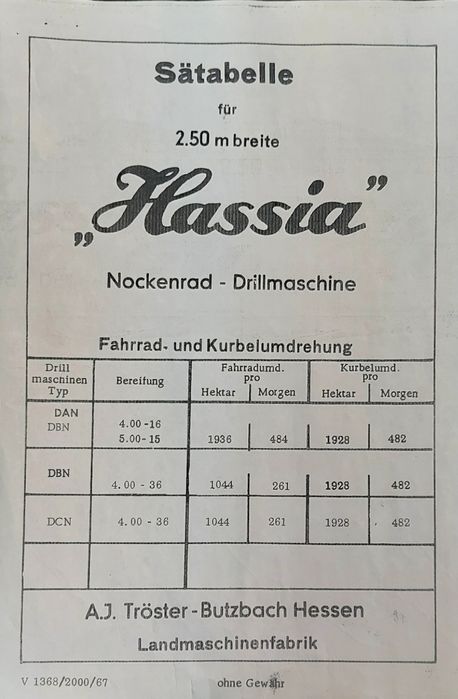 Sätabelle
für
2.50 m breite
„Hassia”
Nockenrad - Drillmaschine
Fahrrad- und Kurbelumdrehung
Drill maschinen Typ | Bereifung | Fahrradumd. pro | Kurbelumd. pro
Hektar | Morgen | Hektar | Morgen
DAN
DBN | 4.00 -16
5.00 -15 | 1936 | 484 | 1928 | 482
DBN | 4.00 - 36 | 1044 | 261 | 1928 | 482
DCN | 4.00 - 36 | 1044 | 261 | 1928 | 482
A.J. Tröster-Butzbach Hessen
Landmaschinenfabrik
V 1368/2000/67 ohne Gewähr